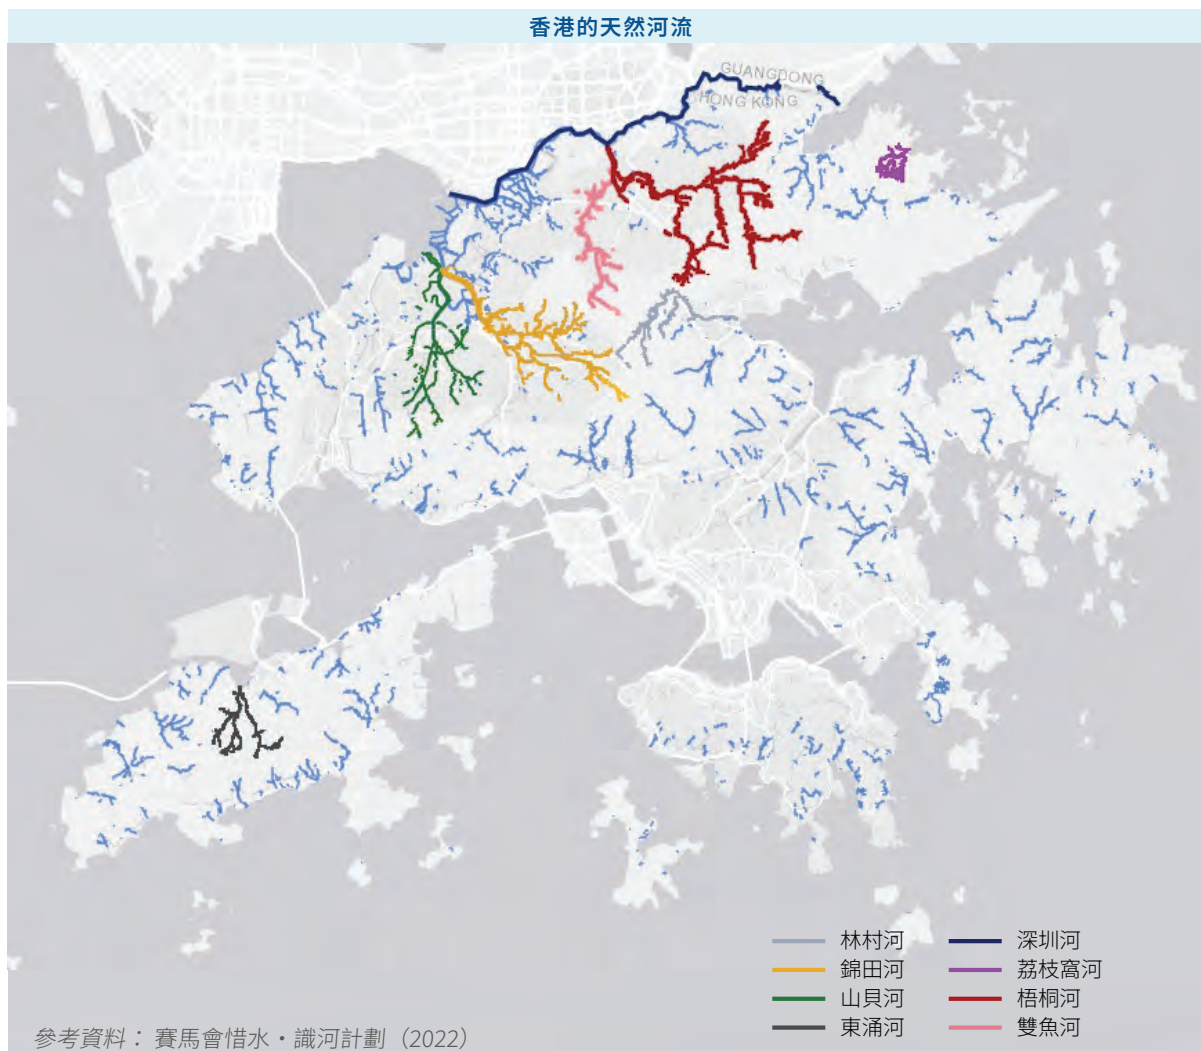 香港的天然河流
GUANGDONG
HONG KONG
林村河
錦田河
山貝河
東涌河
深圳河
荔枝窩河
梧桐河
雙魚河
參考資料：賽馬會惜水・識河計劃（2022）